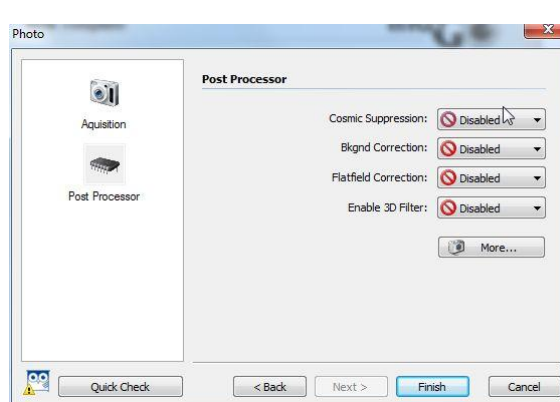 Photo
Aquisition
Post Processor
Post Processor
Cosmic Suppression: Disabled
Bkgnd Correction: Disabled
Flatfield Correction: Disabled
Enable 3D Filter: Disabled
More...
Quick Check
< Back
Next >
Finish
Cancel